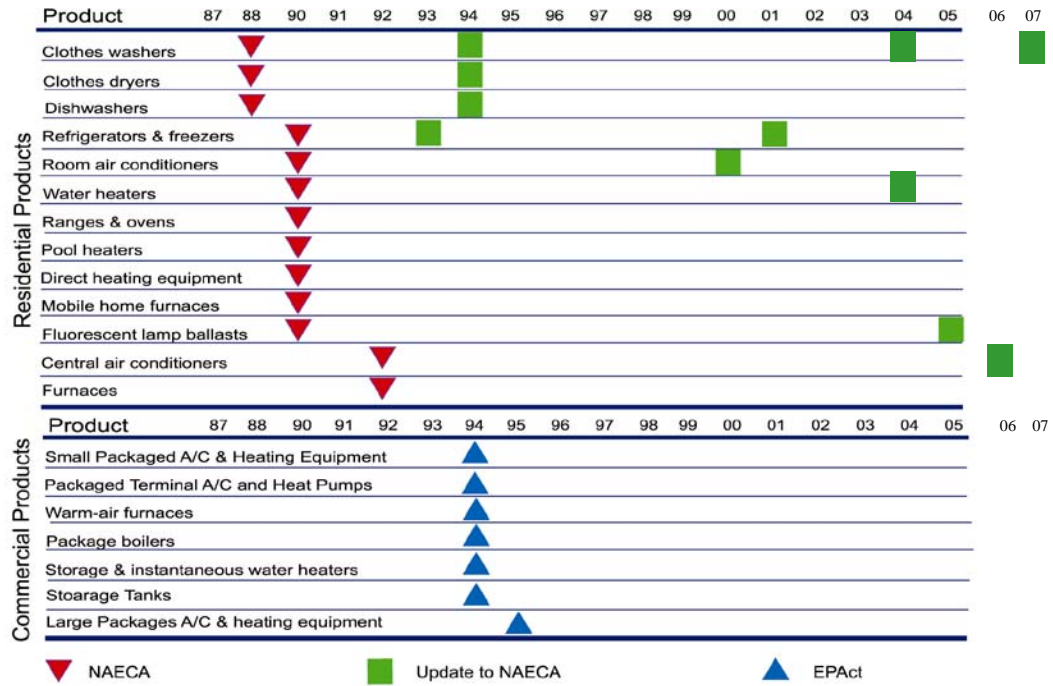 Product 87 88 90 91 92 93 94 95 96 97 98 99 00 01 02 03 04 05 06 07
Residential Products
Clothes washers
Clothes dryers
Dishwashers
Refrigerators & freezers
Room air conditioners
Water heaters
Ranges & ovens
Pool heaters
Direct heating equipment
Mobile home furnaces
Fluorescent lamp ballasts
Central air conditioners
Furnaces
Product 87 88 90 91 92 93 94 95 96 97 98 99 00 01 02 03 04 05 06 07
Commercial Products
Small Packaged A/C & Heating Equipment
Packaged Terminal A/C and Heat Pumps
Warm-air furnaces
Package boilers
Storage & instantaneous water heaters
Stoarage Tanks
Large Packages A/C & heating equipment
NAECA Update to NAECA EPAct